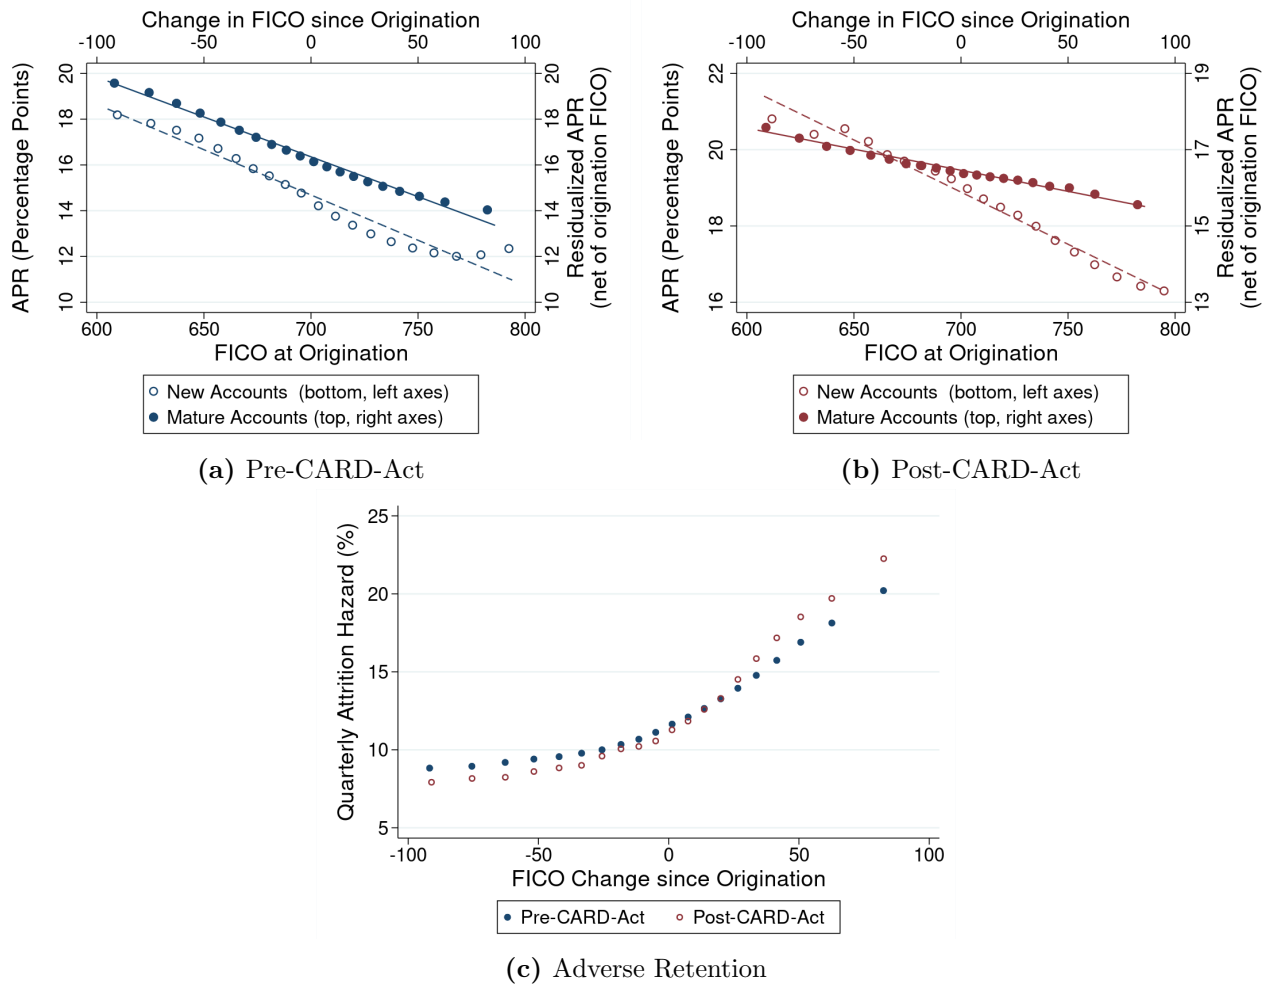 Change in FICO since Origination
-100 -50 0 50 100
APR (Percentage Points)
20 18 16 14 12 10
20 18 16 14 12 10
Residualized APR
(net of origination FICO)
600 650 700 750 800
FICO at Origination
New Accounts (bottom, left axes)
Mature Accounts (top, right axes)
(a) Pre-CARD-Act
Change in FICO since Origination
-100 -50 0 50 100
APR (Percentage Points)
22 20 18 16
19 17 15 13
Residualized APR
(net of origination FICO)
600 650 700 750 800
FICO at Origination
New Accounts (bottom, left axes)
Mature Accounts (top, right axes)
(b) Post-CARD-Act
Quarterly Attrition Hazard (%)
25
20
15
10
5
-100 -50 0 50 100
FICO Change since Origination
Pre-CARD-Act Post-CARD-Act
(c) Adverse Retention